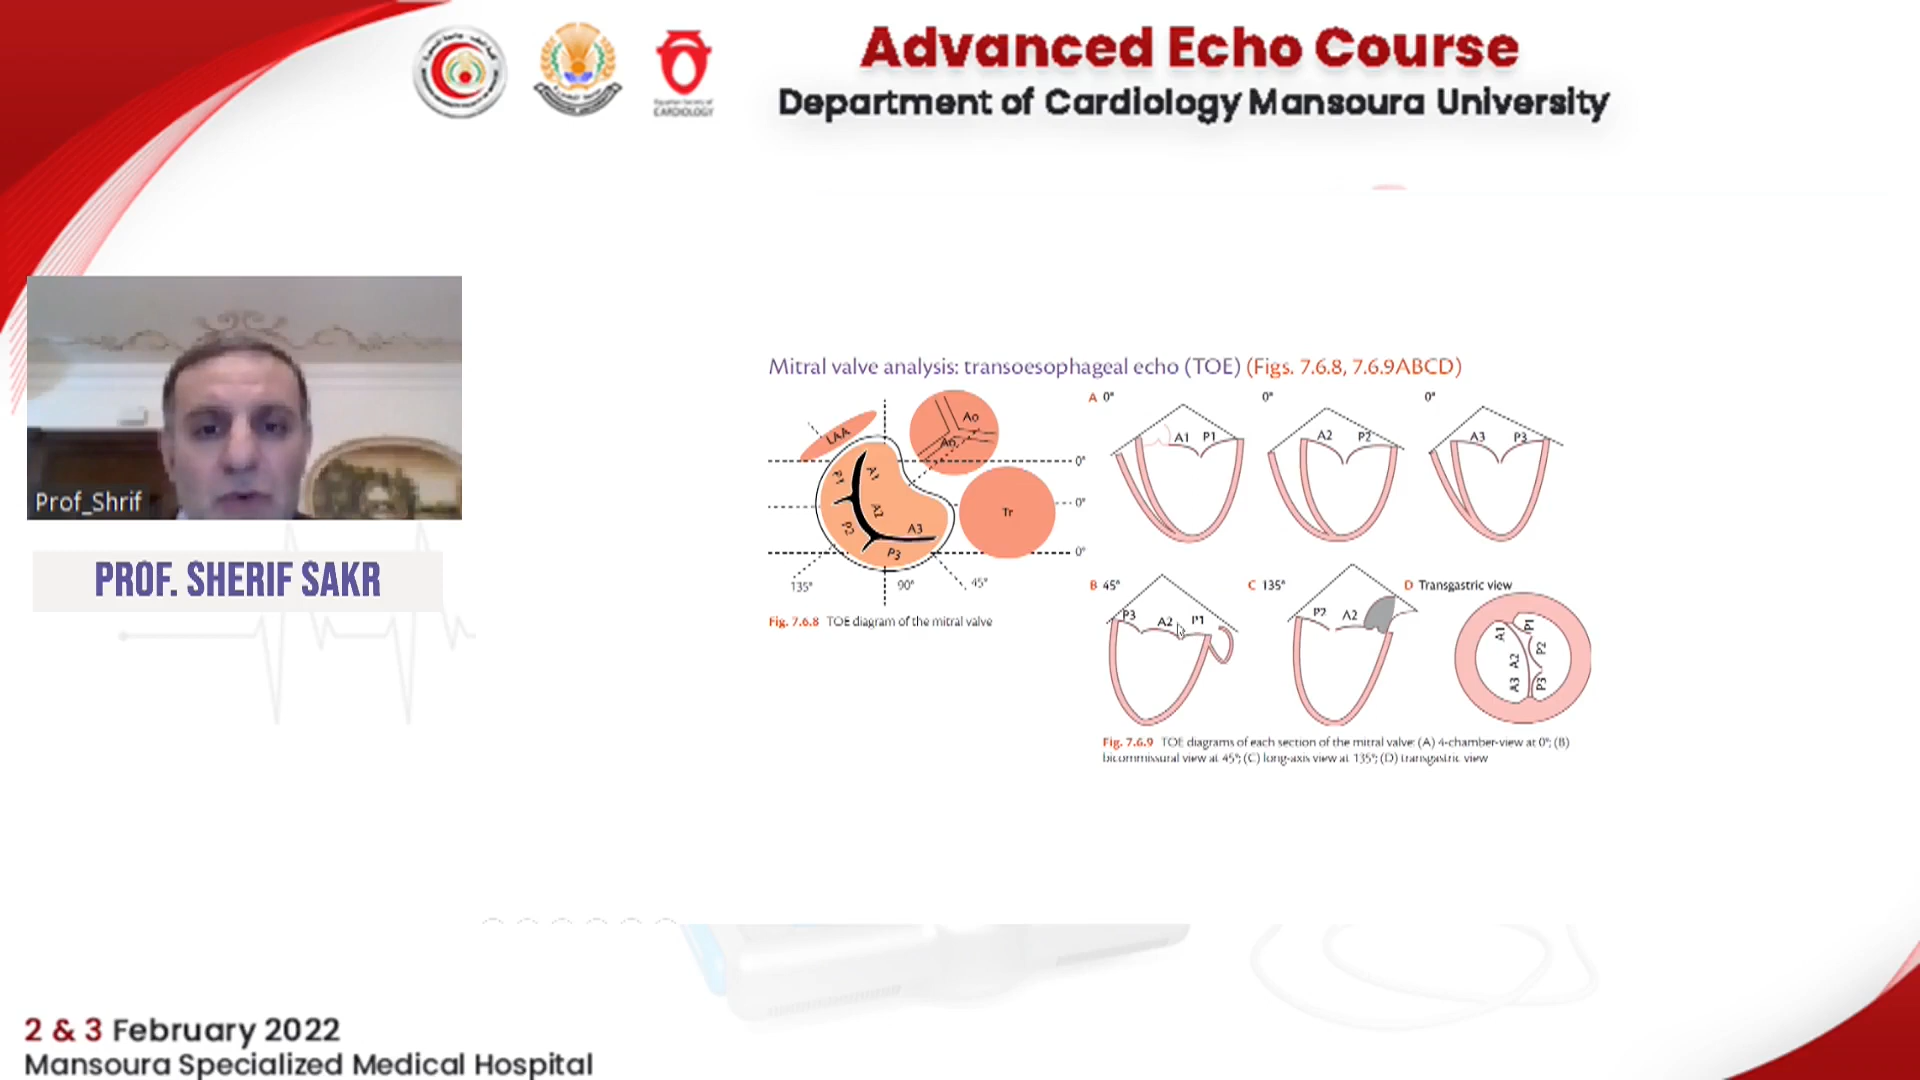 Advanced Echo Course
Department of Cardiology Mansoura University
Egyptian Society of
CARDIOLOGY
Prof_Shrif
PROF. SHERIF SAKR
Mitral valve analysis: transoesophageal echo (TOE) (Figs. 7.6.8, 7.6.9ABCD)
LAA
Ao
Ao
Tr
P1
A1
A2
P2
A3
P3
0°
0°
0°
135°
90°
45°
Fig. 7.6.8 TOE diagram of the mitral valve
A 0°
0°
0°
A1 P1
A2 P2
A3 P3
B 45°
P3 A2 P1
C 135°
P2 A2
D Transgastric view
A1 P1
A2 P2
A3 P3
Fig. 7.6.9 TOE diagrams of each section of the mitral valve: (A) 4-chamber-view at 0°; (B)
bicommissural view at 45°; (C) long-axis view at 135°; (D) transgastric view
2 & 3 February 2022
Mansoura Specialized Medical Hospital